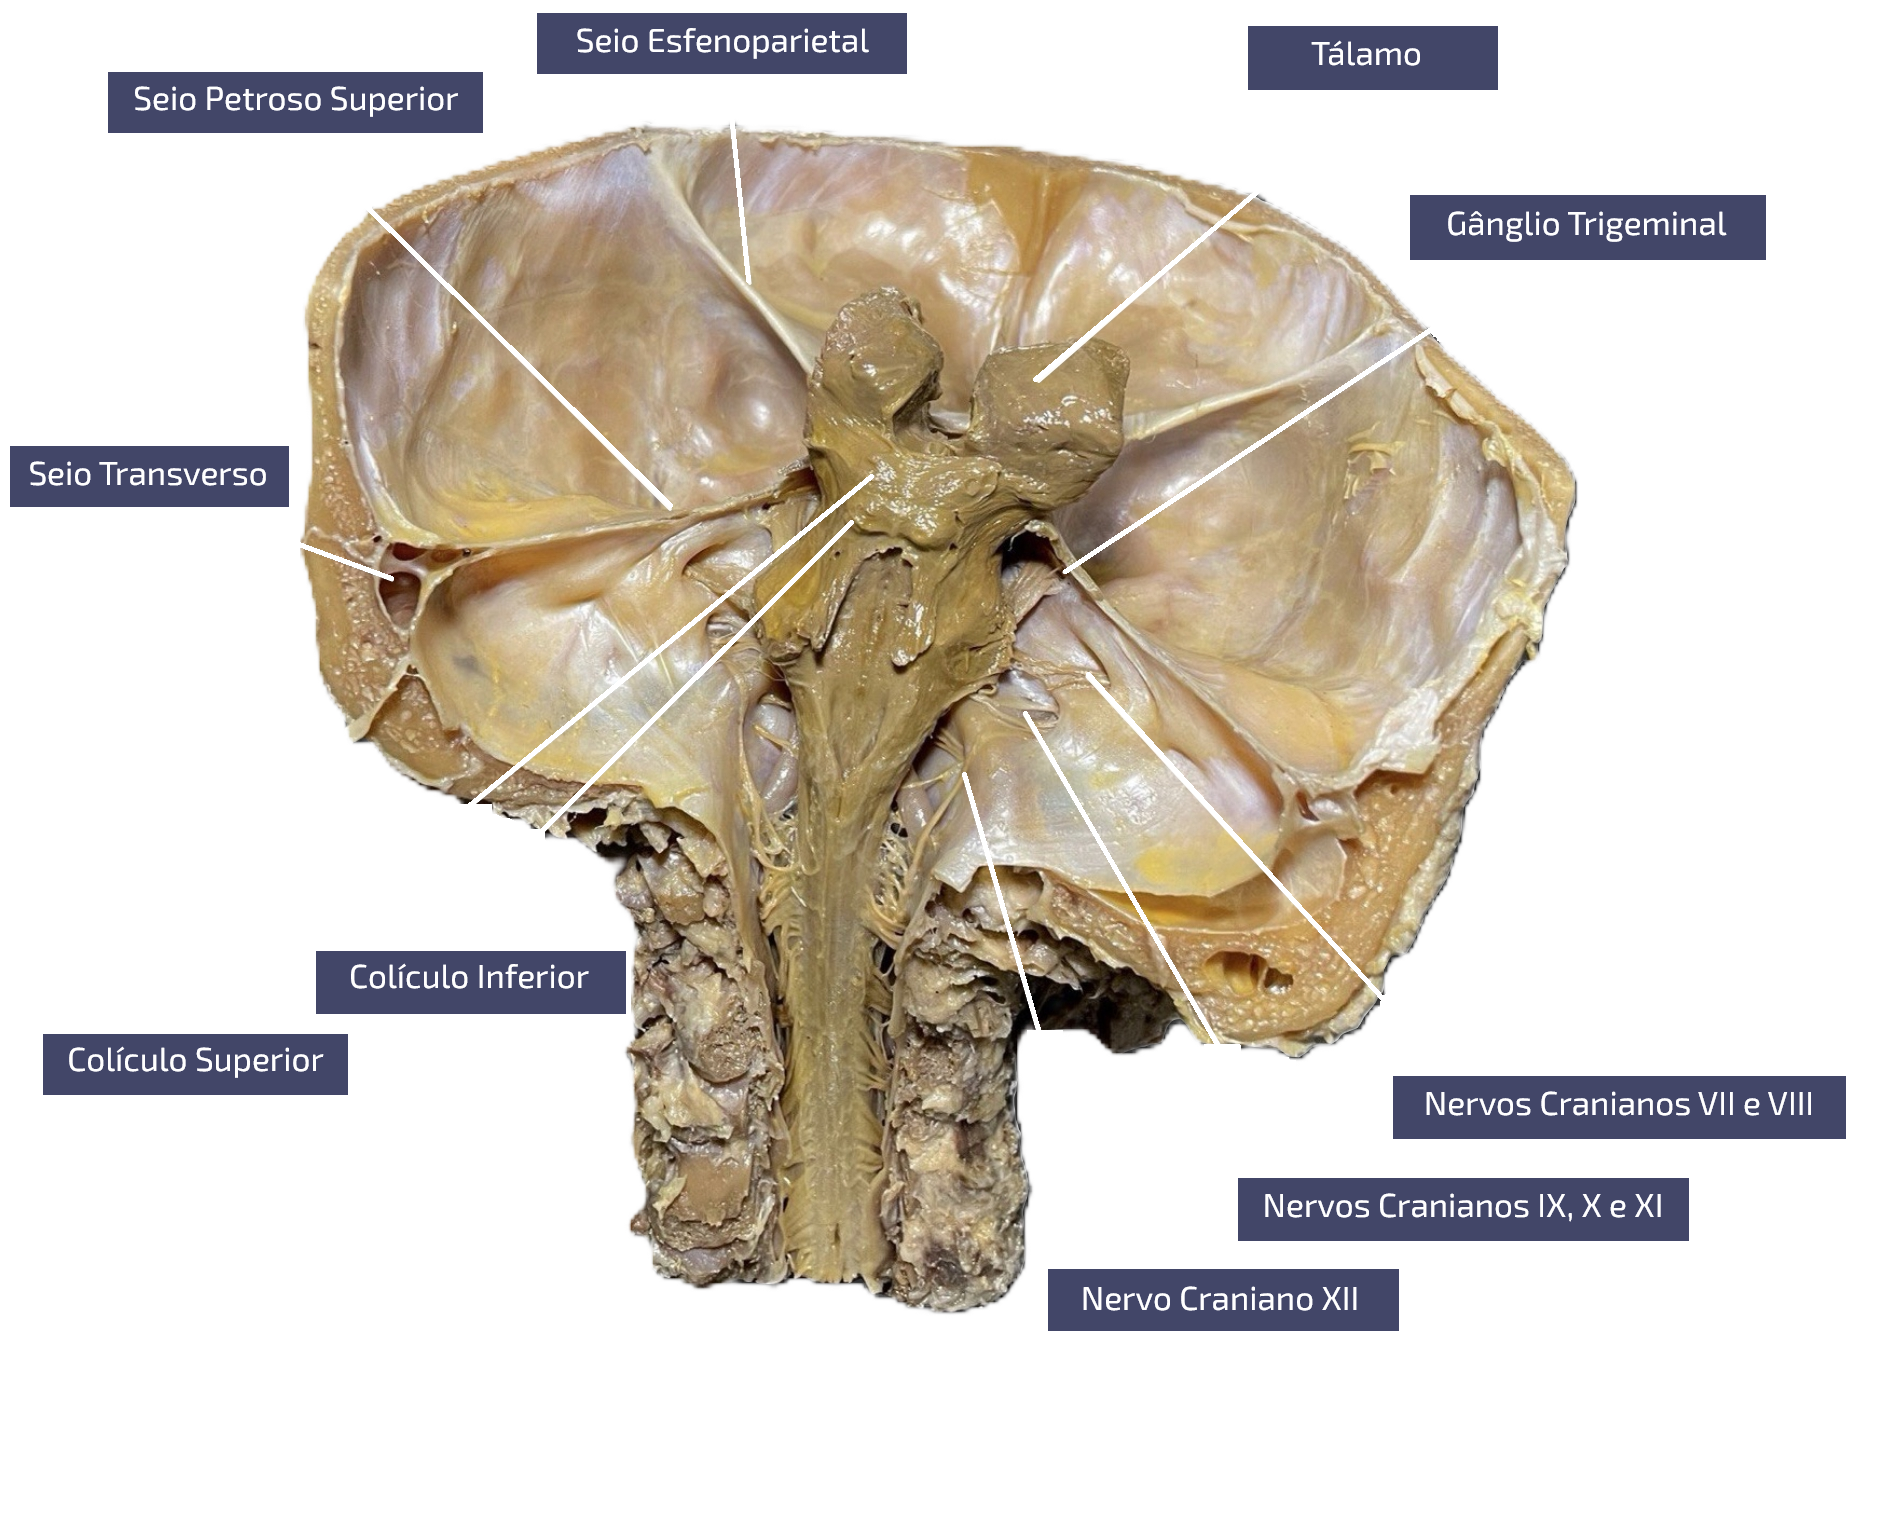 Seio Esfenoparietal
Tálamo
Seio Petroso Superior
Gânglio Trigeminal
Seio Transverso
Colículo Inferior
Colículo Superior
Nervos Cranianos VII e VIII
Nervos Cranianos IX, X e XI
Nervo Craniano XII